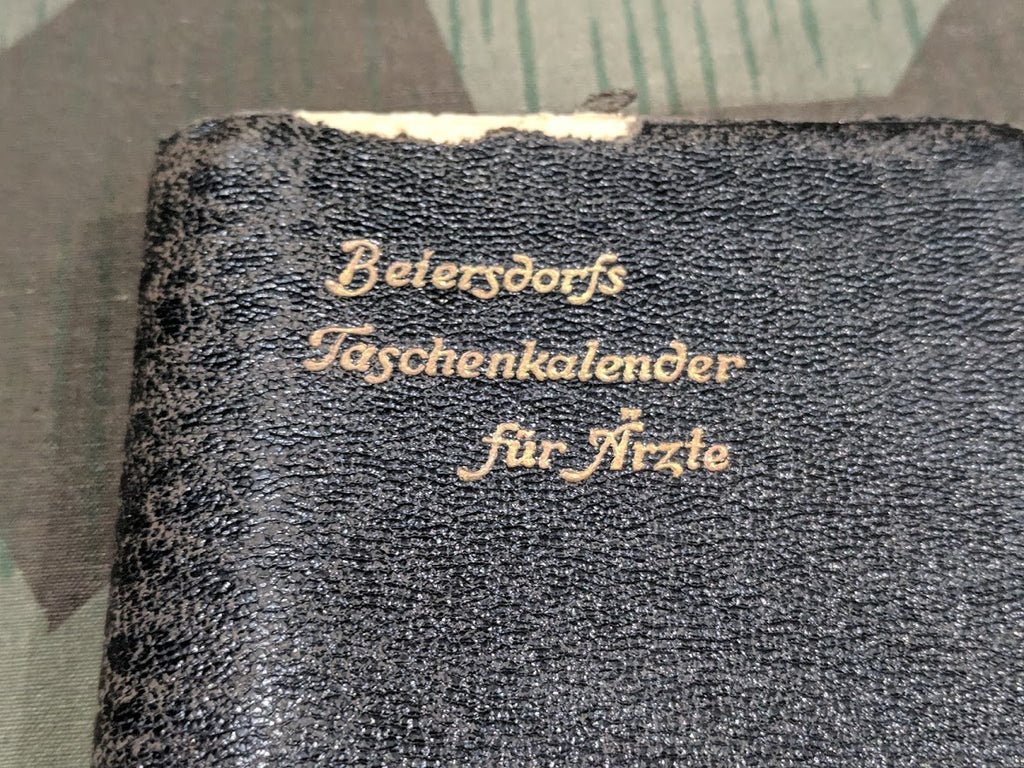 Beiersdorfs
Taschenkalender
für Ärzte